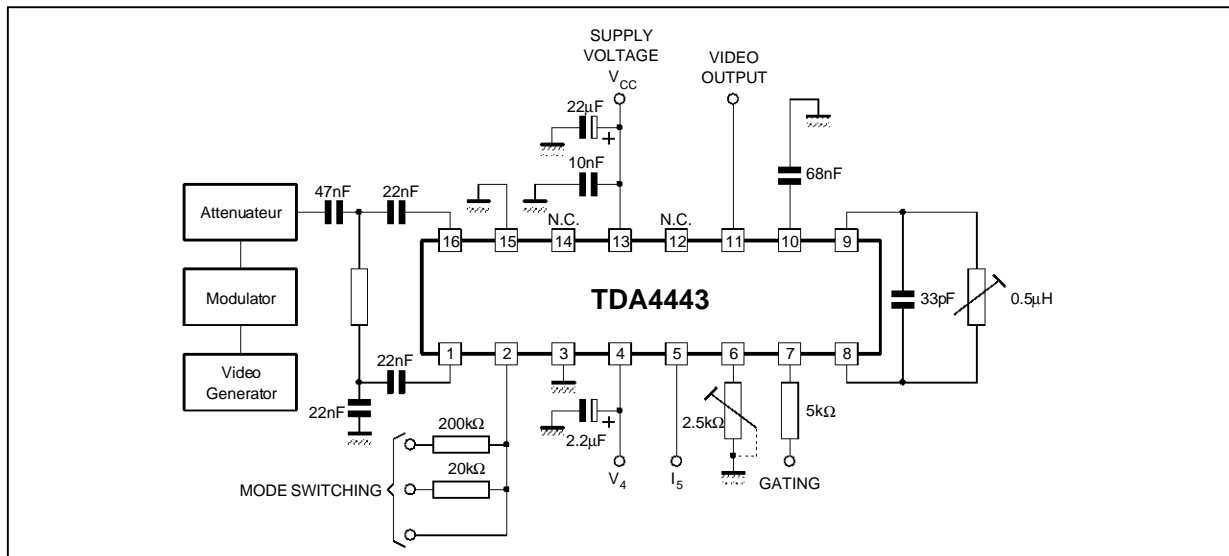 SUPPLY
VOLTAGE
V_CC
VIDEO
OUTPUT
22µF
+
10nF
68nF
47nF
22nF
Attenuateur
N.C.
N.C.
16
15
14
13
12
11
10
9
Modulator
TDA4443
33pF
0.5µH
Video
Generator
1
2
3
4
5
6
7
8
22nF
22nF
200kΩ
20kΩ
MODE SWITCHING
+
2.2µF
2.5kΩ
5kΩ
V_4
I_5
GATING